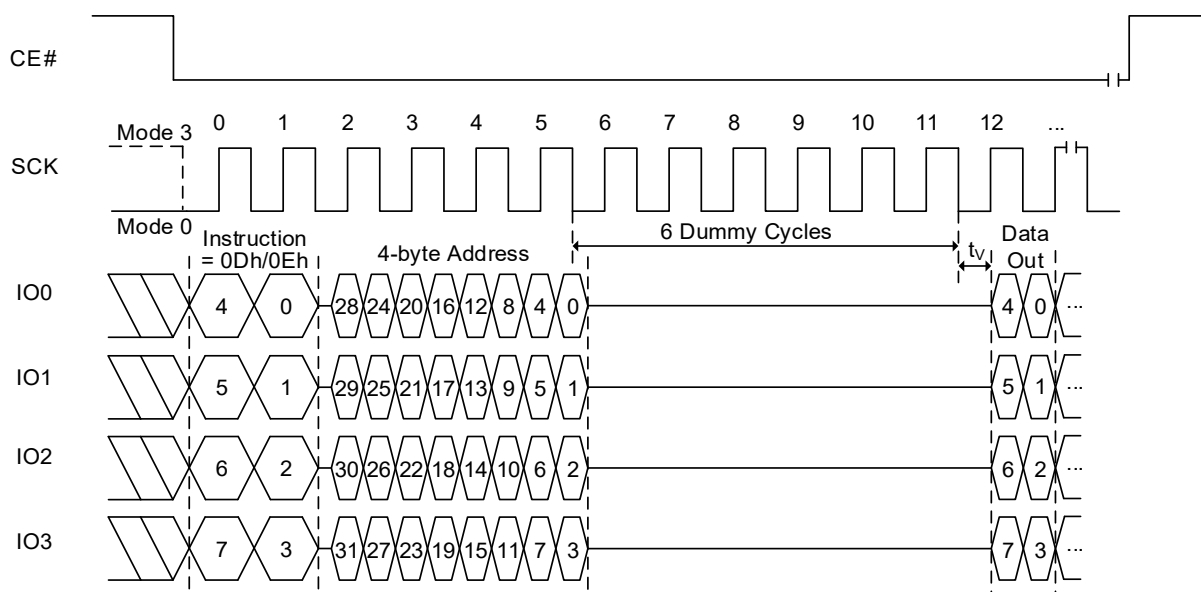 CE#
0 1 2 3 4 5 6 7 8 9 10 11 12 ...
Mode 3
SCK
Mode 0
Instruction
= 0Dh/0Eh
4-byte Address
6 Dummy Cycles
tV
Data
Out
IO0 4 0 28 24 20 16 12 8 4 0 4 0 ...
IO1 5 1 29 25 21 17 13 9 5 1 5 1 ...
IO2 6 2 30 26 22 18 14 10 6 2 6 2 ...
IO3 7 3 31 27 23 19 15 11 7 3 7 3 ...